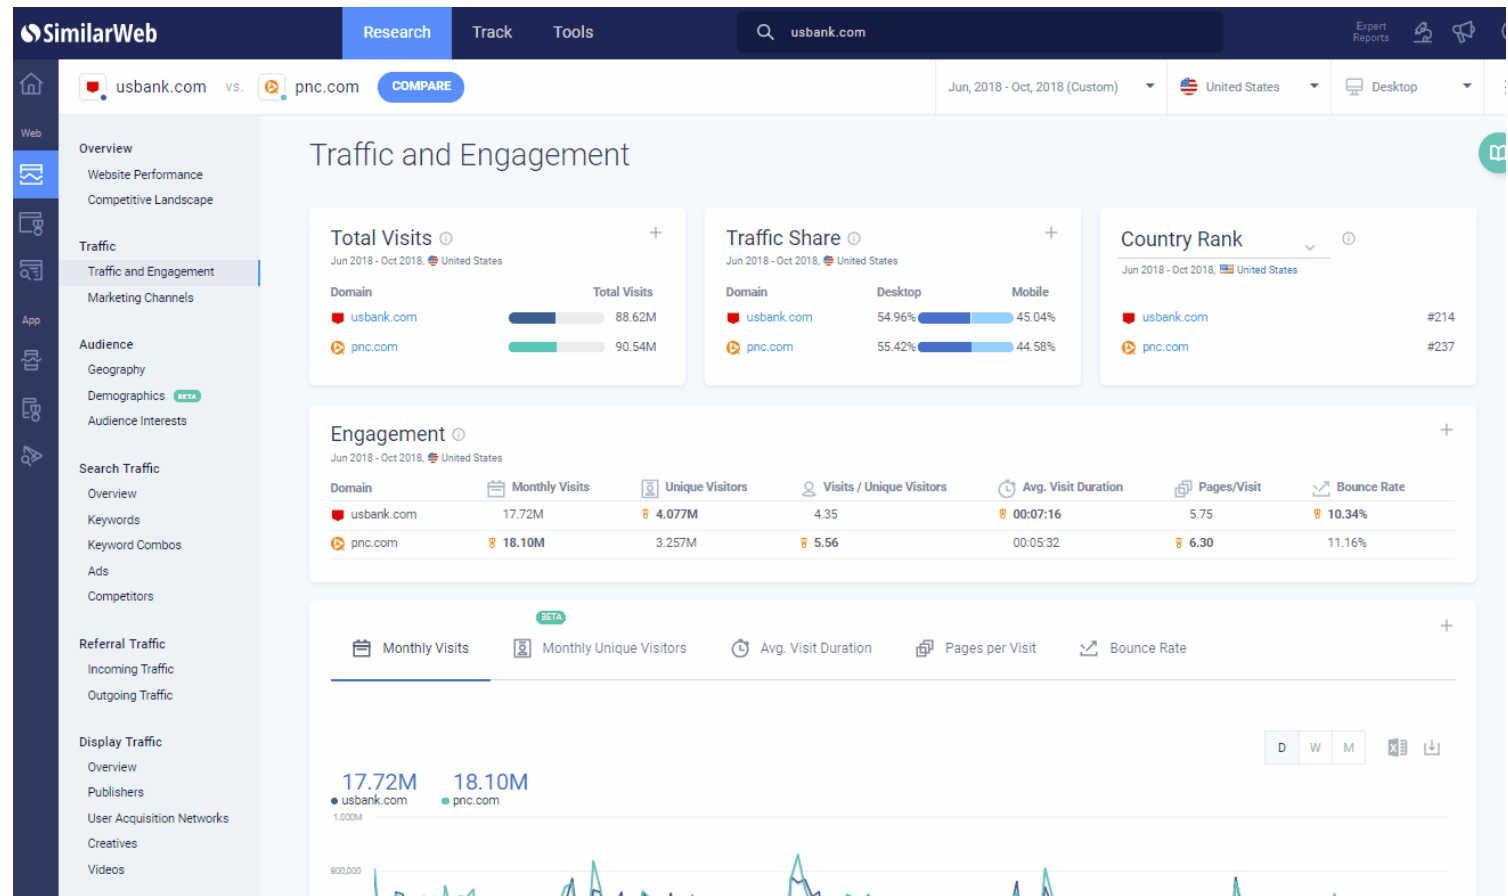 SimilarWeb
Research Track Tools
usbank.com
Expert
Reports
usbank.com vs. pnc.com COMPARE
Jun, 2018 - Oct, 2018 (Custom) United States Desktop
Web
App
Overview
Website Performance
Competitive Landscape
Traffic
Traffic and Engagement
Marketing Channels
Audience
Geography
Demographics BETA
Audience Interests
Search Traffic
Overview
Keywords
Keyword Combos
Ads
Competitors
Referral Traffic
Incoming Traffic
Outgoing Traffic
Display Traffic
Overview
Publishers
User Acquisition Networks
Creatives
Videos
Traffic and Engagement
Total Visits
Jun 2018 - Oct 2018, United States
Domain Total Visits
usbank.com 88.62M
pnc.com 90.54M
Traffic Share
Jun 2018 - Oct 2018, United States
Domain Desktop Mobile
usbank.com 54.96% 45.04%
pnc.com 55.42% 44.58%
Country Rank
Jun 2018 - Oct 2018, United States
usbank.com #214
pnc.com #237
Engagement
Jun 2018 - Oct 2018, United States
Domain Monthly Visits Unique Visitors Visits / Unique Visitors Avg. Visit Duration Pages/Visit Bounce Rate
usbank.com 17.72M 4.077M 4.35 00:07:16 5.75 10.34%
pnc.com 18.10M 3.257M 5.56 00:05:32 6.30 11.16%
BETA
Monthly Visits Monthly Unique Visitors Avg. Visit Duration Pages per Visit Bounce Rate
D W M
17.72M 18.10M
usbank.com pnc.com
1.000M
800,000